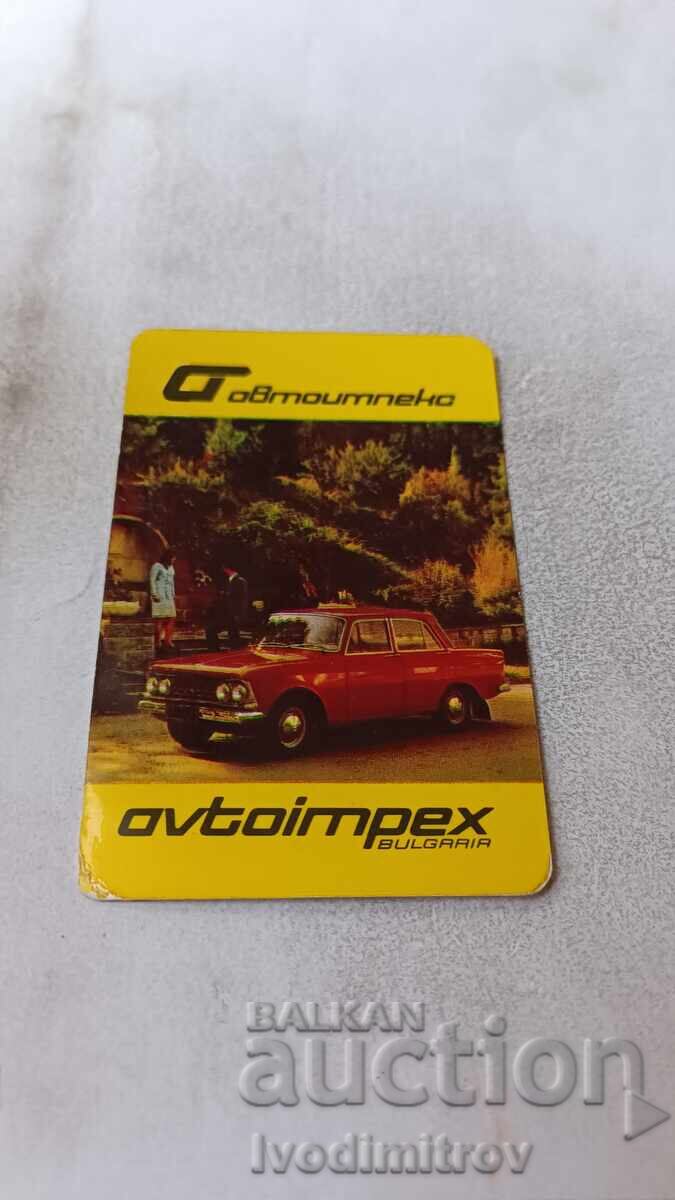 автоимпекс
avtoimpex
BULGARIA
BALKAN
auction
Ivodimitrov